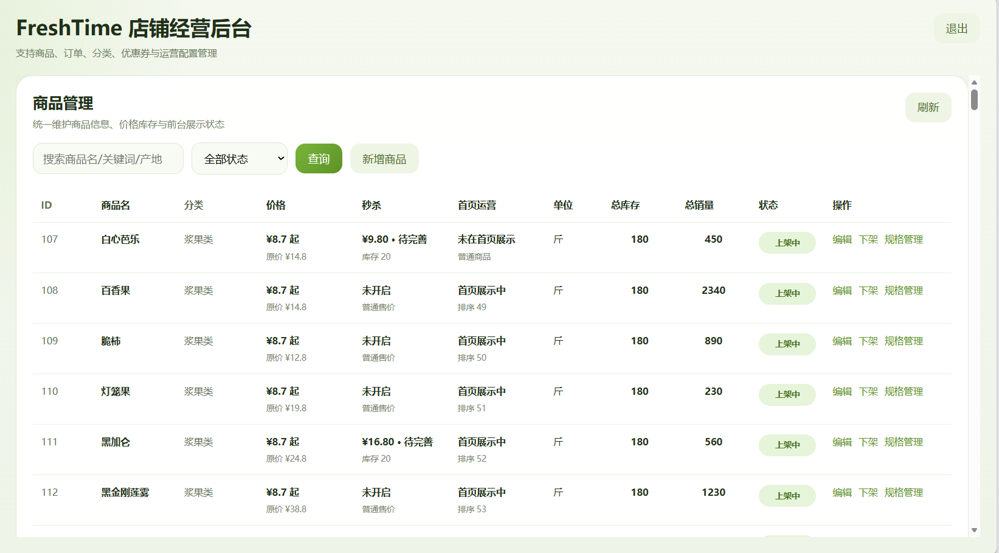 FreshTime 店铺经营后台
退出
支持商品、订单、分类、优惠券与运营配置管理
商品管理
刷新
统一维护商品信息、价格库存与前台展示状态
搜索商品名/关键词/产地 全部状态 查询 新增商品
ID 商品名 分类 价格 秒杀 首页运营 单位 总库存 总销量 状态 操作
107 白心芭乐 浆果类 ¥8.7 起 ¥9.80 • 待完善 未在首页展示 斤 180 450 上架中 编辑 下架 规格管理
原价 ¥14.8 库存 20 普通商品
108 百香果 浆果类 ¥8.7 起 未开启 首页展示中 斤 180 2340 上架中 编辑 下架 规格管理
原价 ¥14.8 普通售价 排序 49
109 脆柿 浆果类 ¥8.7 起 未开启 首页展示中 斤 180 890 上架中 编辑 下架 规格管理
原价 ¥12.8 普通售价 排序 50
110 灯笼果 浆果类 ¥8.7 起 未开启 首页展示中 斤 180 230 上架中 编辑 下架 规格管理
原价 ¥19.8 普通售价 排序 51
111 黑加仑 浆果类 ¥8.7 起 ¥16.80 • 待完善 首页展示中 斤 180 560 上架中 编辑 下架 规格管理
原价 ¥24.8 库存 20 排序 52
112 黑金刚莲雾 浆果类 ¥8.7 起 未开启 首页展示中 斤 180 1230 上架中 编辑 下架 规格管理
原价 ¥38.8 普通售价 排序 53